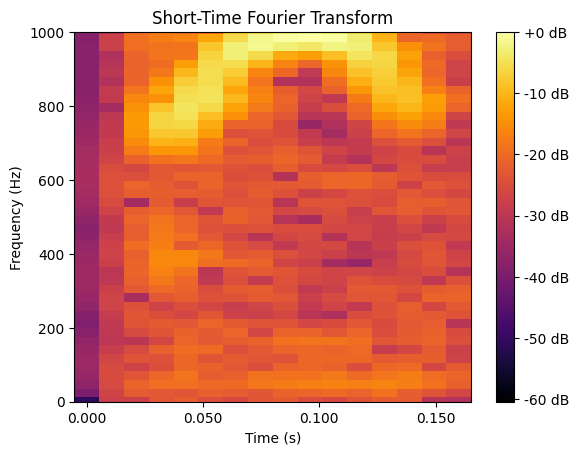 Short-Time Fourier Transform
1000
800
600
400
200
0
Frequency (Hz)
0.000
0.050
0.100
0.150
Time (s)
+0 dB
-10 dB
-20 dB
-30 dB
-40 dB
-50 dB
-60 dB